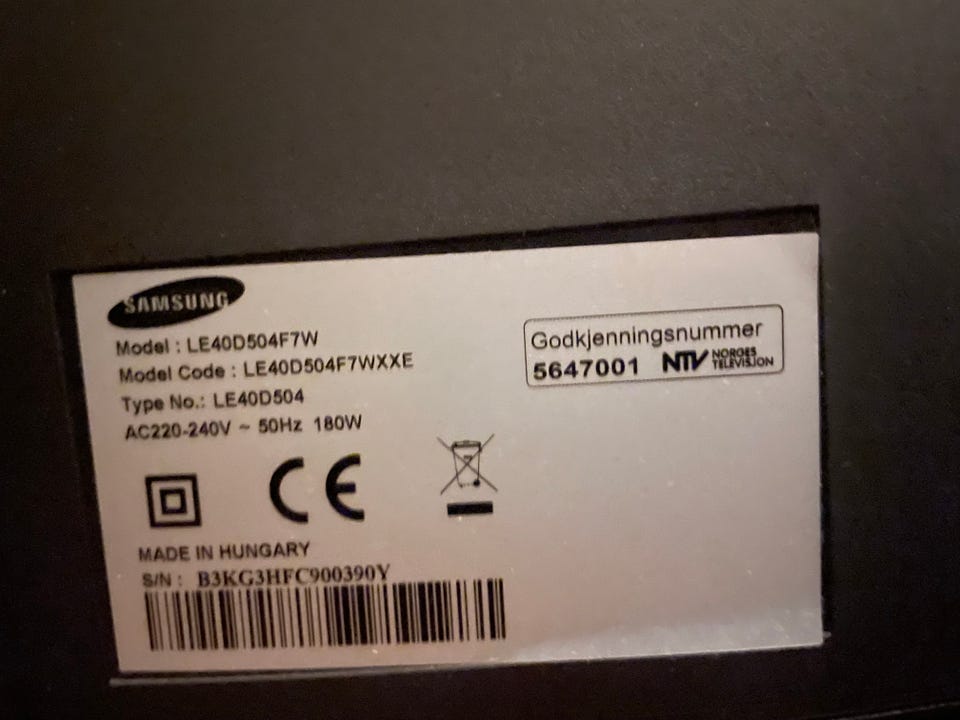 SAMSUNG
Model : LE40D504F7W
Model Code : LE40D504F7WXXE
Type No.: LE40D504
AC220-240V ~ 50Hz 180W
Godkjenningsnummer
5647001 NTV NORGES TELEVISJON
CE
MADE IN HUNGARY
S/N : B3KG3HFC900390Y